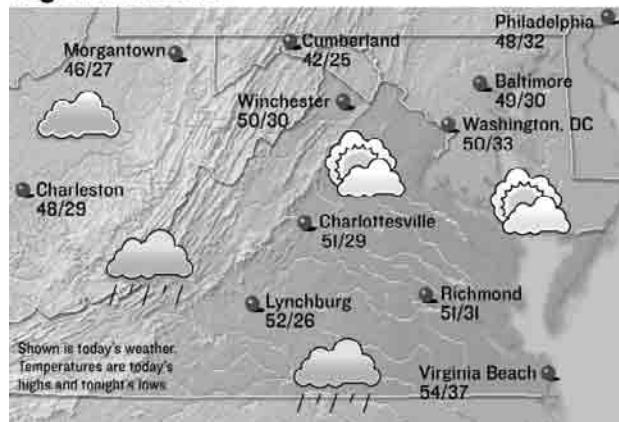 Philadelphia
48/32
Morgantown
46/27
Cumberland
42/25
Baltimore
49/30
Winchester
50/30
Washington, DC
50/33
Charleston
48/29
Charlottesville
51/29
Lynchburg
52/26
Richmond
51/31
Shown is today's weather.
Temperatures are today's
highs and tonight's lows.
Virginia Beach
54/37